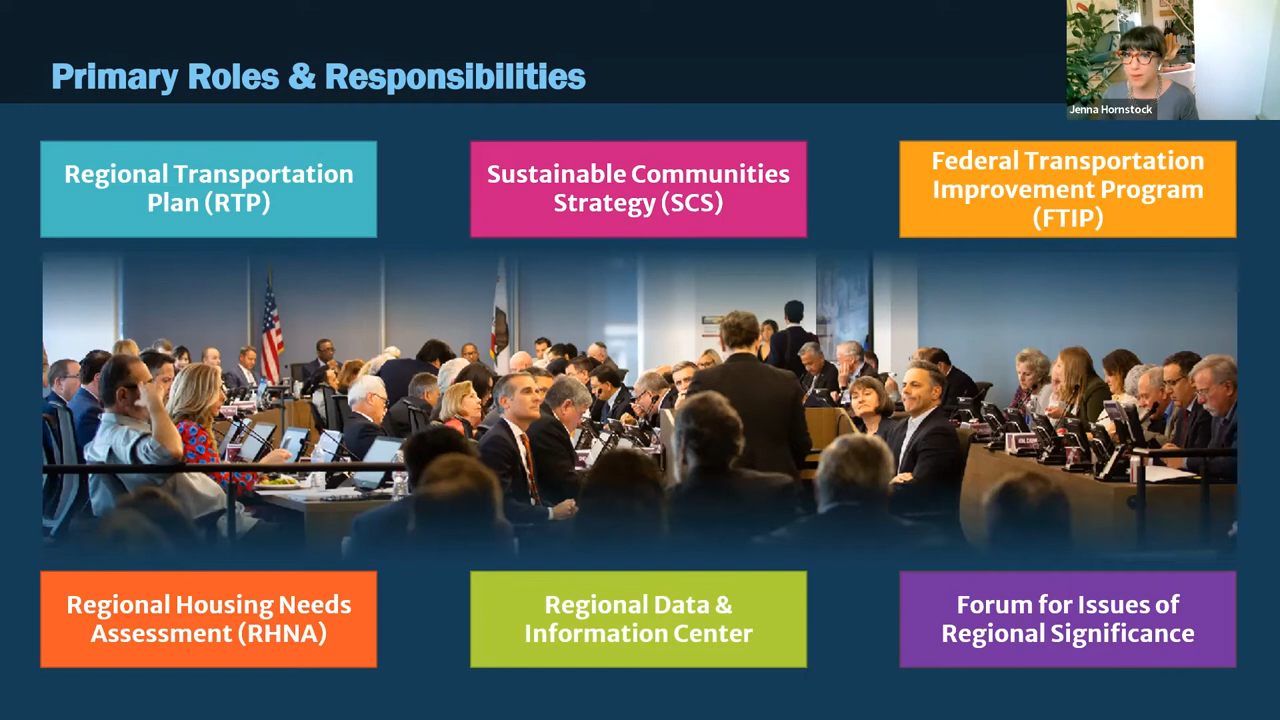 Primary Roles & Responsibilities
Jenna Hornstock
Regional Transportation
Plan (RTP)
Sustainable Communities
Strategy (SCS)
Federal Transportation
Improvement Program
(FTIP)
Regional Housing Needs
Assessment (RHNA)
Regional Data &
Information Center
Forum for Issues of
Regional Significance